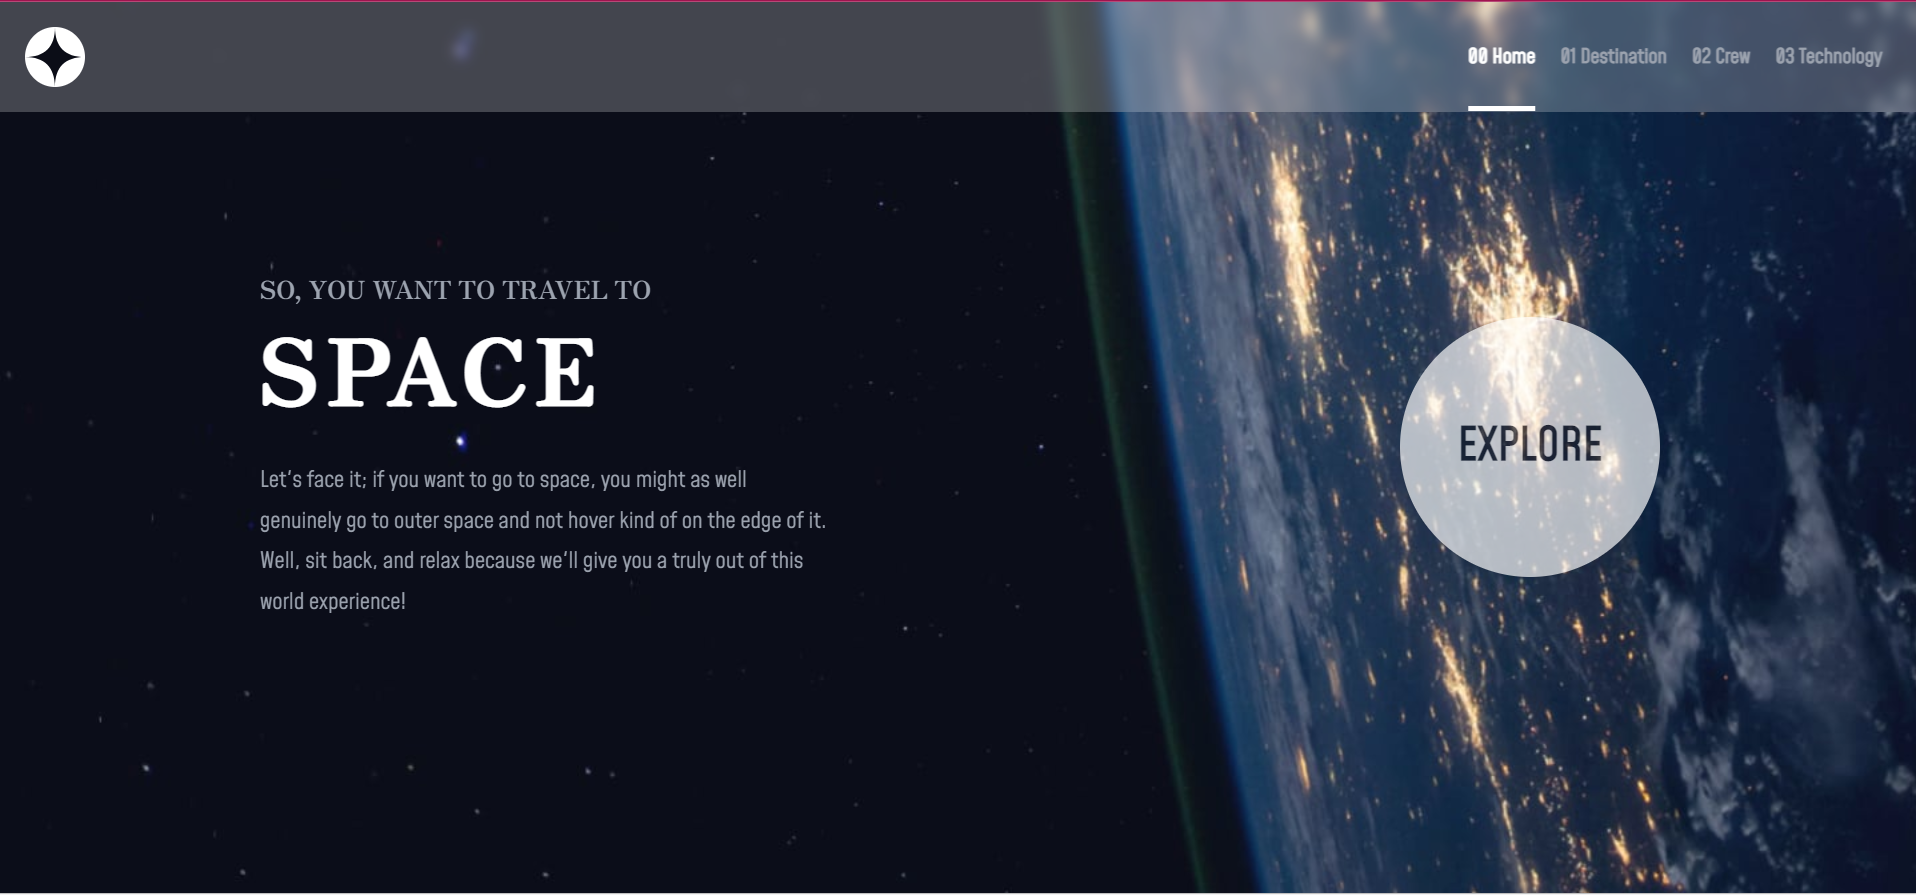 00 Home 01 Destination 02 Crew 03 Technology
SO, YOU WANT TO TRAVEL TO
SPACE
Let's face it; if you want to go to space, you might as well
genuinely go to outer space and not hover kind of on the edge of it.
Well, sit back, and relax because we'll give you a truly out of this
world experience!
EXPLORE